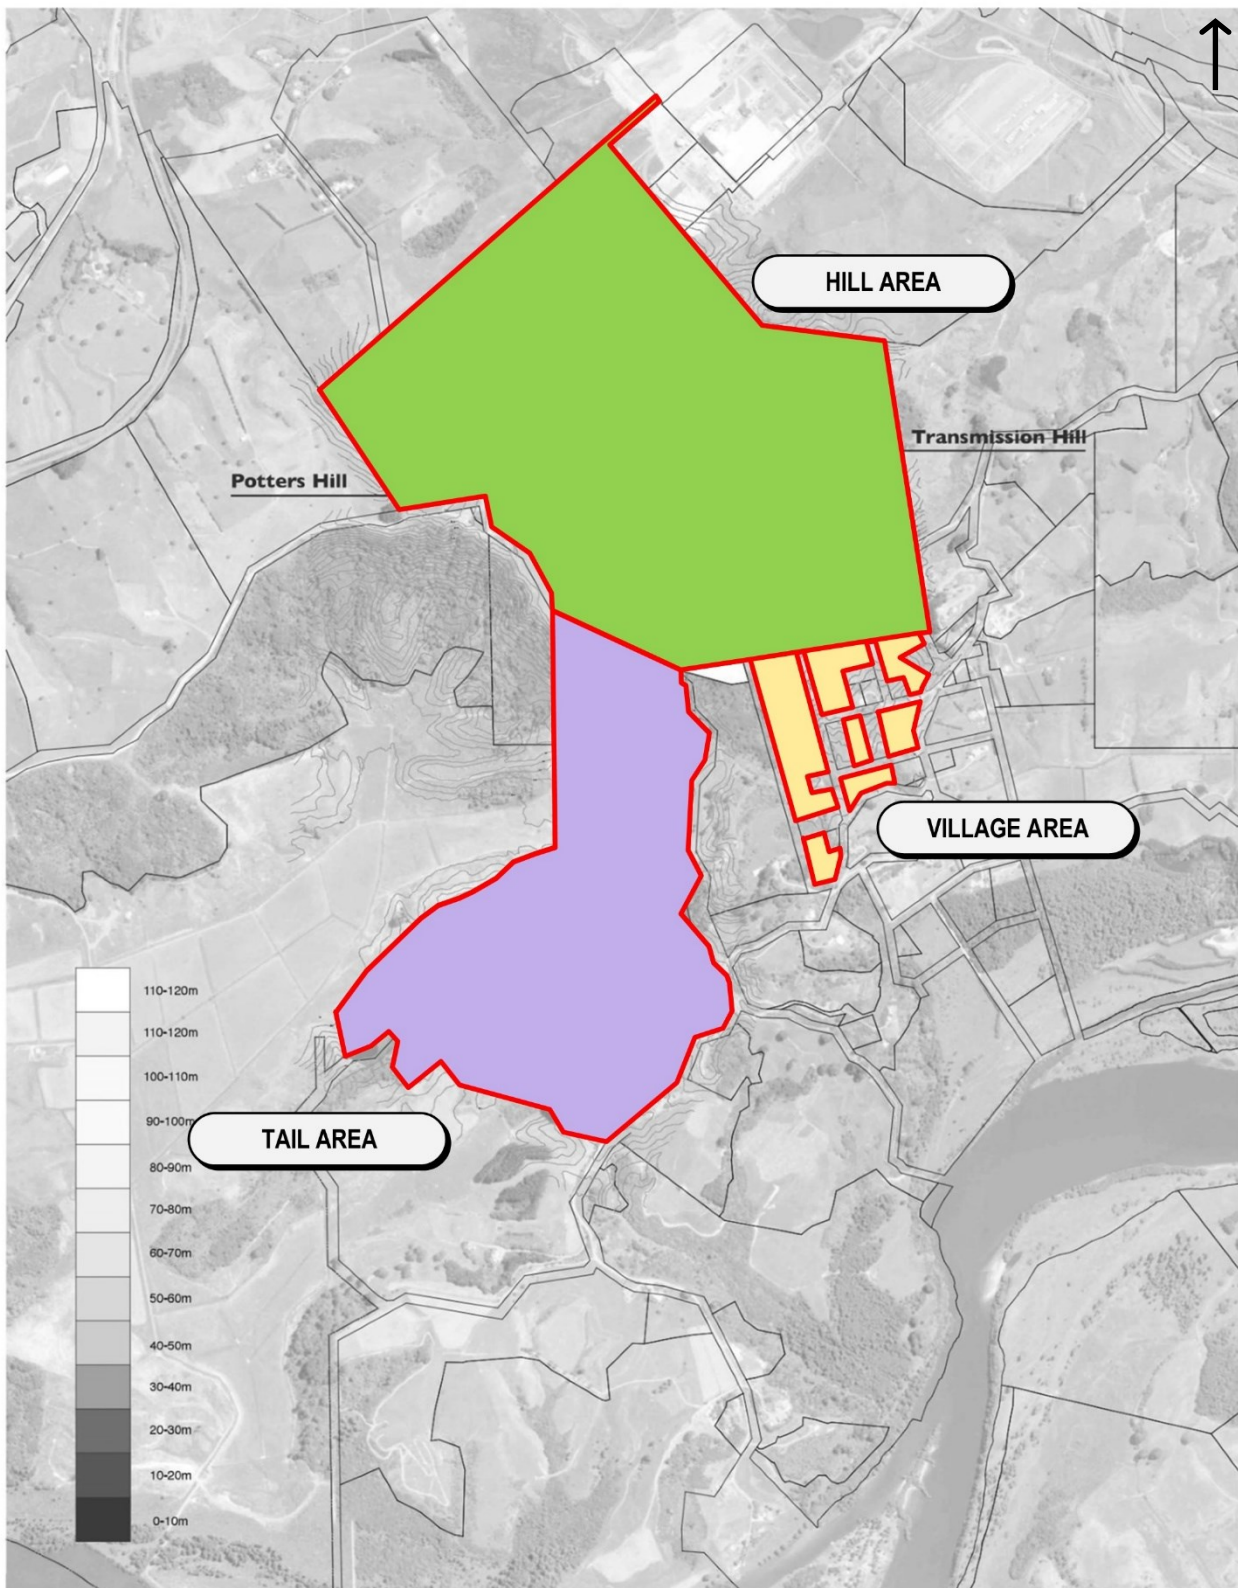 HILL AREA
Transmission Hill
Potters Hill
VILLAGE AREA
110-120m
110-120m
100-110m
90-100m
TAIL AREA
80-90m
70-80m
60-70m
50-60m
40-50m
30-40m
20-30m
10-20m
0-10m